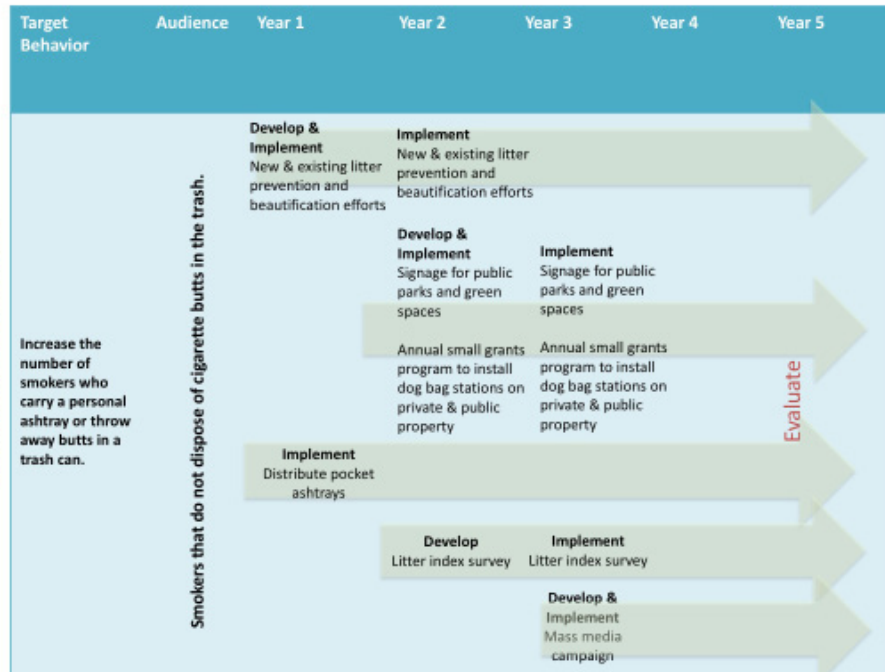 Target
Behavior
Audience
Year 1
Year 2
Year 3
Year 4
Year 5
Increase the
number of
smokers who
carry a personal
ashtray or throw
away butts in a
trash can.
Smokers that do not dispose of cigarette butts in the trash.
Develop &
Implement
New & existing litter
prevention and
beautification efforts
Implement
New & existing litter
prevention and
beautification efforts
Develop &
Implement
Signage for public
parks and green
spaces
Annual small grants
program to install
dog bag stations on
private & public
property
Implement
Signage for public
parks and green
spaces
Annual small grants
program to install
dog bag stations on
private & public
property
Implement
Distribute pocket
ashtrays
Develop
Litter index survey
Implement
Litter index survey
Develop &
Implement
Mass media
campaign
Evaluate